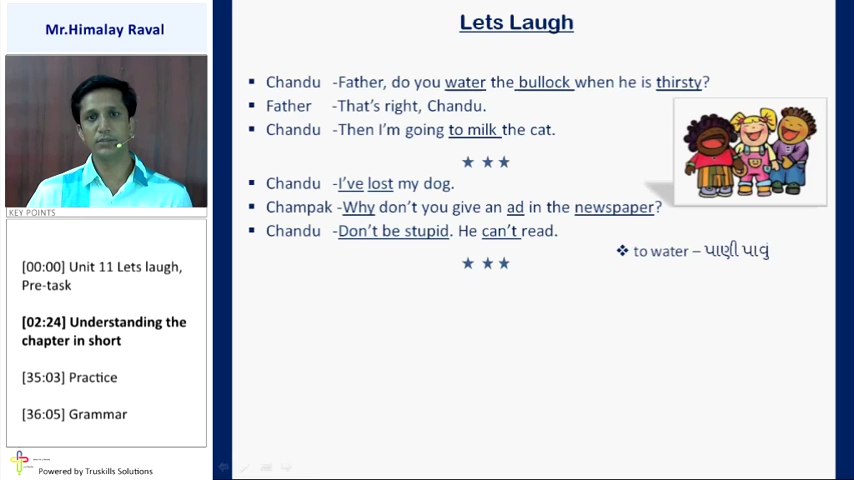 Mr.Himalay Raval
KEY POINTS
[00:00] Unit 11 Lets laugh,
Pre-task
[02:24] Understanding the
chapter in short
[35:03] Practice
[36:05] Grammar
Powered by Truskills Solutions
Lets Laugh
▪ Chandu -Father, do you water the bullock when he is thirsty?
▪ Father -That's right, Chandu.
▪ Chandu -Then I'm going to milk the cat.
★ ★ ★
▪ Chandu -I've lost my dog.
▪ Champak -Why don't you give an ad in the newspaper?
▪ Chandu -Don't be stupid. He can't read.
❖ to water – પાણી પાવું
★ ★ ★